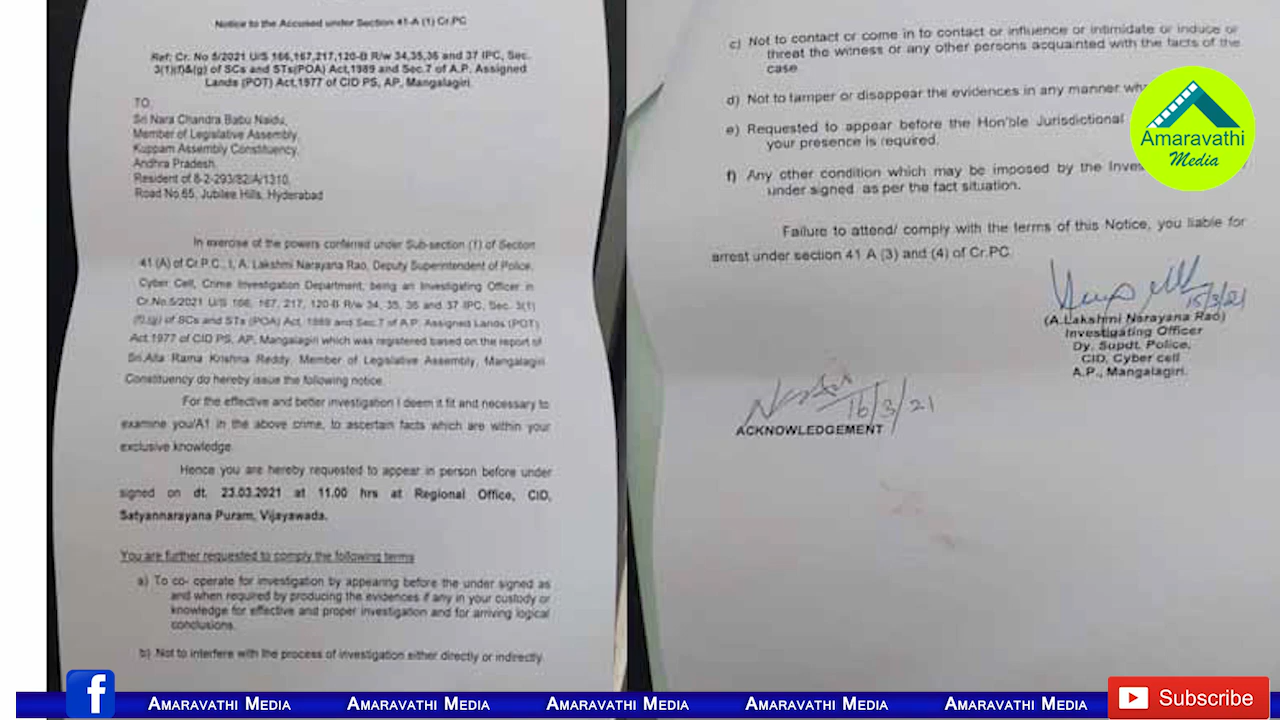 Notice to the Accused under Section 41-A (1) Cr.PC
Ref: Cr. No 5/2021 U/S 166,167,217,120-B R/w 34,35,36 and 37 IPC, Sec.
3(1)(f)&(g) of SCs and STs(POA) Act,1989 and Sec.7 of A.P. Assigned
Lands (POT) Act,1977 of CID PS, AP, Mangalagiri.
TO,
Sri Nara Chandra Babu Naidu,
Member of Legislative Assembly,
Kuppam Assembly Constituency,
Andhra Pradesh.
Resident of 8-2-293/82/A/1310,
Road No.65, Jubilee Hills, Hyderabad
In exercise of the powers conferred under Sub-section (1) of Section
41 (A) of Cr.P.C., I, A. Lakshmi Narayana Rao, Deputy Superintendent of Police,
Cyber Cell, Crime Investigation Department, being an Investigating Officer in
Cr.No.5/2021 U/S 166, 167, 217, 120-B R/w 34, 35, 36 and 37 IPC, Sec. 3(1)
(f),(g) of SCs and STs (POA) Act, 1989 and Sec.7 of A.P. Assigned Lands (POT)
Act.1977 of CID PS, AP, Mangalagiri which was registered based on the report of
Sri.Alla Rama Krishna Reddy, Member of Legislative Assembly, Mangalagiri
Constituency do hereby issue the following notice.
For the effective and better investigation I deem it fit and necessary to
examine you/A1 in the above crime, to ascertain facts which are within your
exclusive knowledge.
Hence you are hereby requested to appear in person before under
signed on dt. 23.03.2021 at 11.00 hrs at Regional Office, CID,
Satyannarayana Puram, Vijayawada.
You are further requested to comply the following terms
a) To co- operate for investigation by appearing before the under signed as
and when required by producing the evidences if any in your custody or
knowledge for effective and proper investigation and for arriving logical
conclusions.
b) Not to interfere with the process of investigation either directly or indirectly
c) Not to contact or come in to contact or influence or intimidate or induce or
threat the witness or any other persons acquainted with the facts of the
case
d) Not to tamper or disappear the evidences in any manner
e) Requested to appear before the Hon'ble Jurisdictional
your presence is required.
f) Any other condition which may be imposed by the
under signed as per the fact situation.
Failure to attend/ comply with the terms of this Notice, you liable for
arrest under section 41 A (3) and (4) of Cr.PC
15/3/21
(A.Lakshmi Narayana Rao)
Investigating Officer
Dy. Supdt, Police,
CID, Cyber cell
A.P., Mangalagiri.
16/3/21
ACKNOWLEDGEMENT
Amaravathi
Media
f
AMARAVATHI MEDIA AMARAVATHI MEDIA AMARAVATHI MEDIA AMARAVATHI MEDIA AMARAVATHI MEDIA
Subscribe